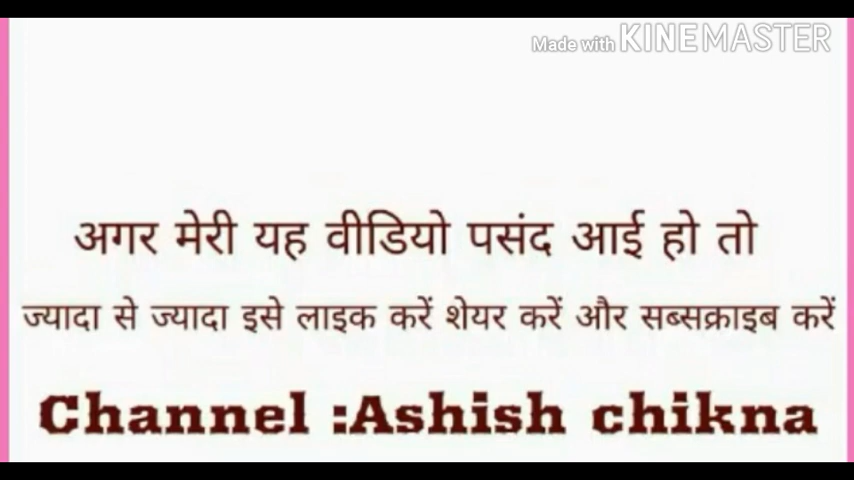 Made with KINEMASTER
अगर मेरी यह वीडियो पसंद आई हो तो
ज्यादा से ज्यादा इसे लाइक करें शेयर करें और सब्सक्राइब करें
Channel :Ashish chikna